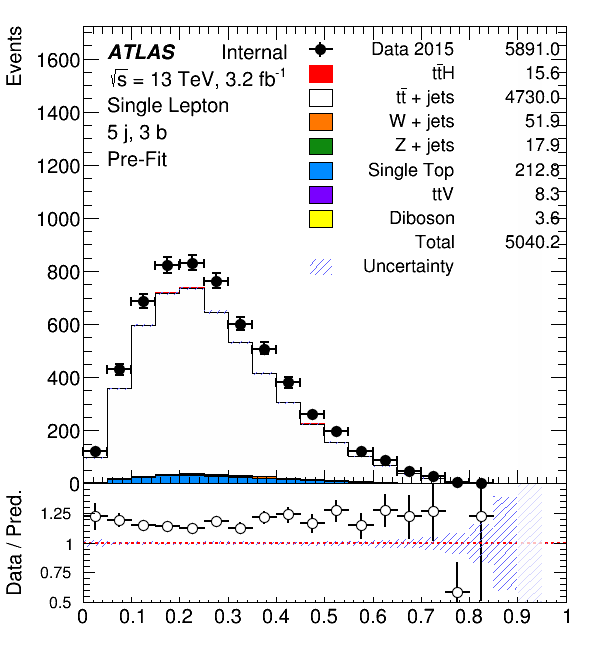 Events
1600
1400
1200
1000
800
600
400
200
0
ATLAS Internal
√s = 13 TeV, 3.2 fb⁻¹
Single Lepton
5 j, 3 b
Pre-Fit
Data 2015 5891.0
tt̄H 15.6
tt̄ + jets 4730.0
W + jets 51.9
Z + jets 17.9
Single Top 212.8
ttV 8.3
Diboson 3.6
Total 5040.2
Uncertainty
Data / Pred.
1.25
1
0.75
0.5
0 0.1 0.2 0.3 0.4 0.5 0.6 0.7 0.8 0.9 1